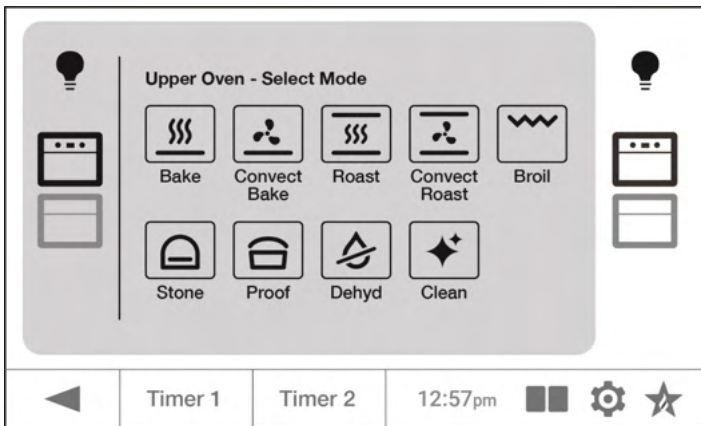 Upper Oven - Select Mode
Bake
Convect
Bake
Roast
Convect
Roast
Broil
Stone
Proof
Dehyd
Clean
Timer 1
Timer 2
12:57pm